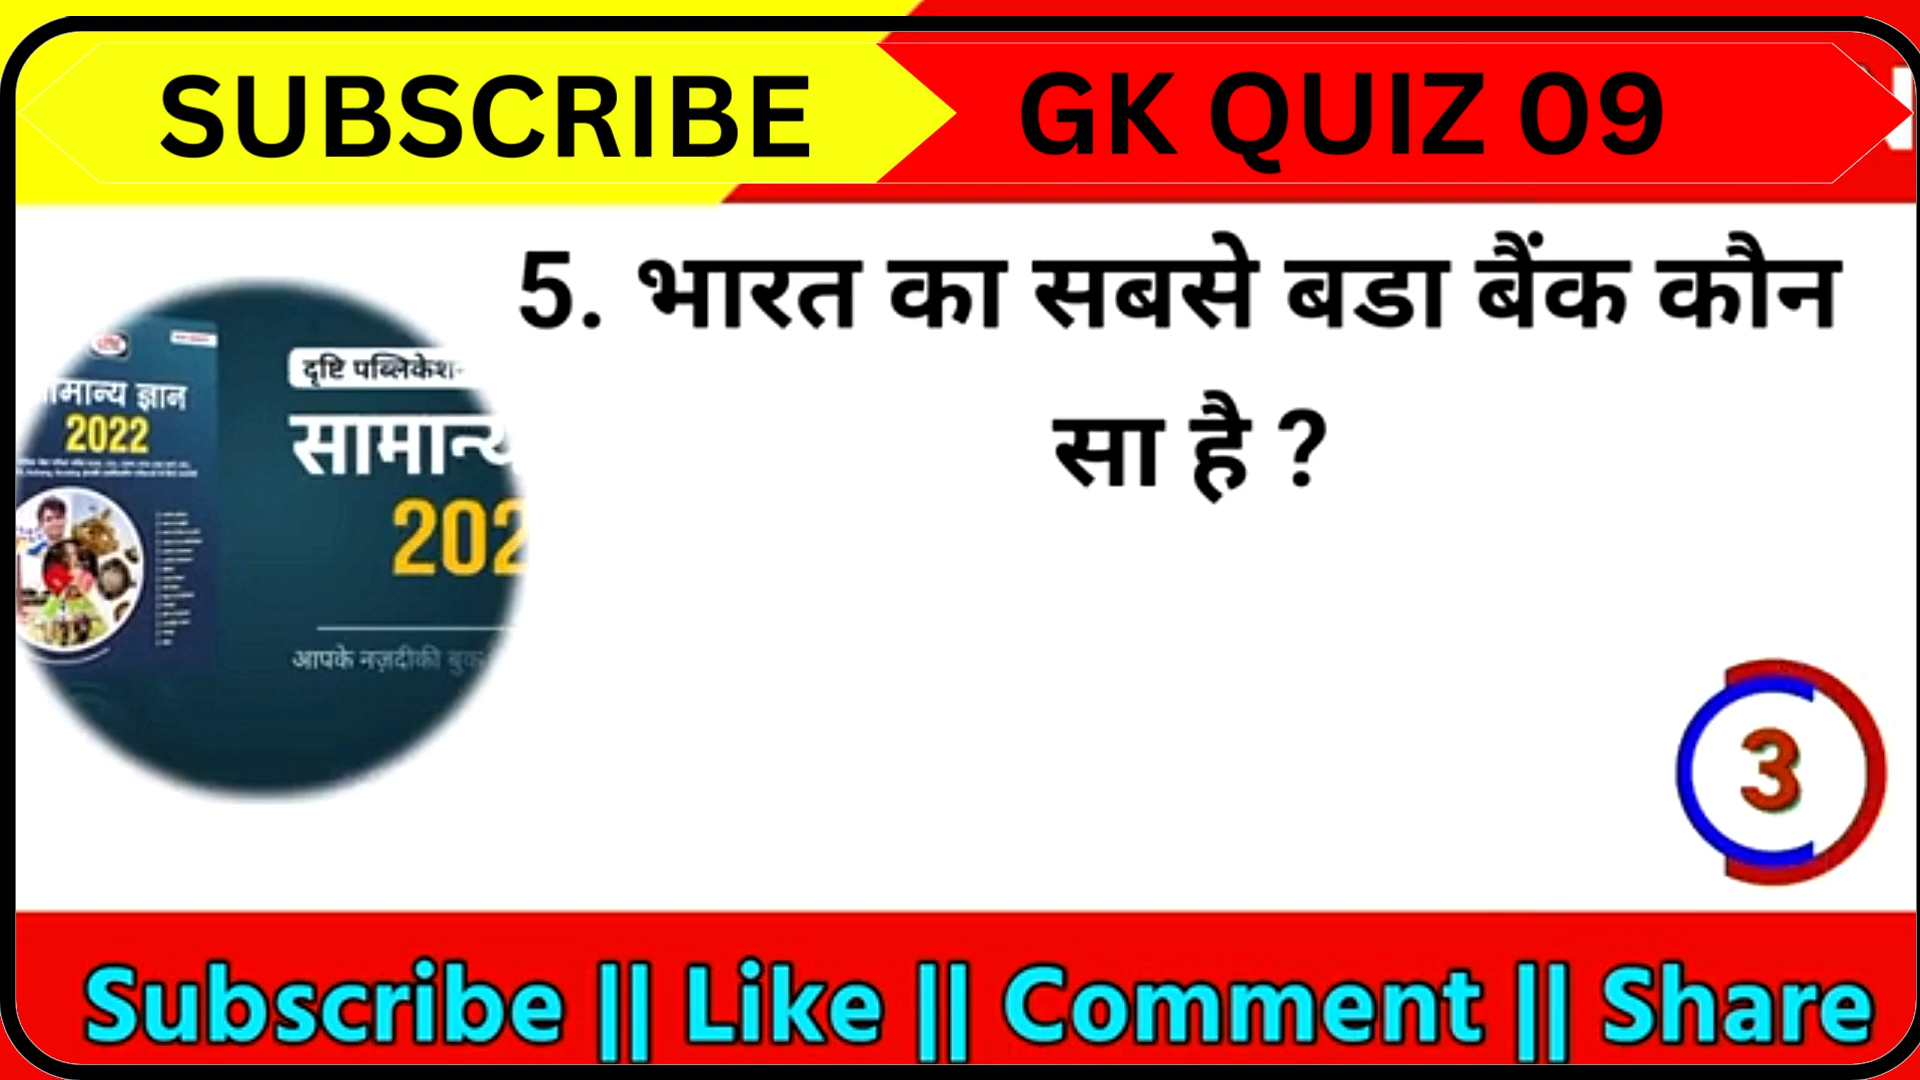 SUBSCRIBE
GK QUIZ 09
5. भारत का सबसे बडा बैंक कौन
सा है ?
दृष्टि पब्लिकेश
सामान्य
202
ामान्य ज्ञान
2022
आपके नज़दीकी बुक
3
Subscribe || Like || Comment || Share